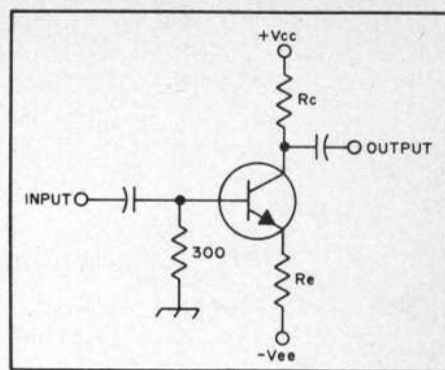 +Vcc
Rc
OUTPUT
INPUT
300
Re
-Vee